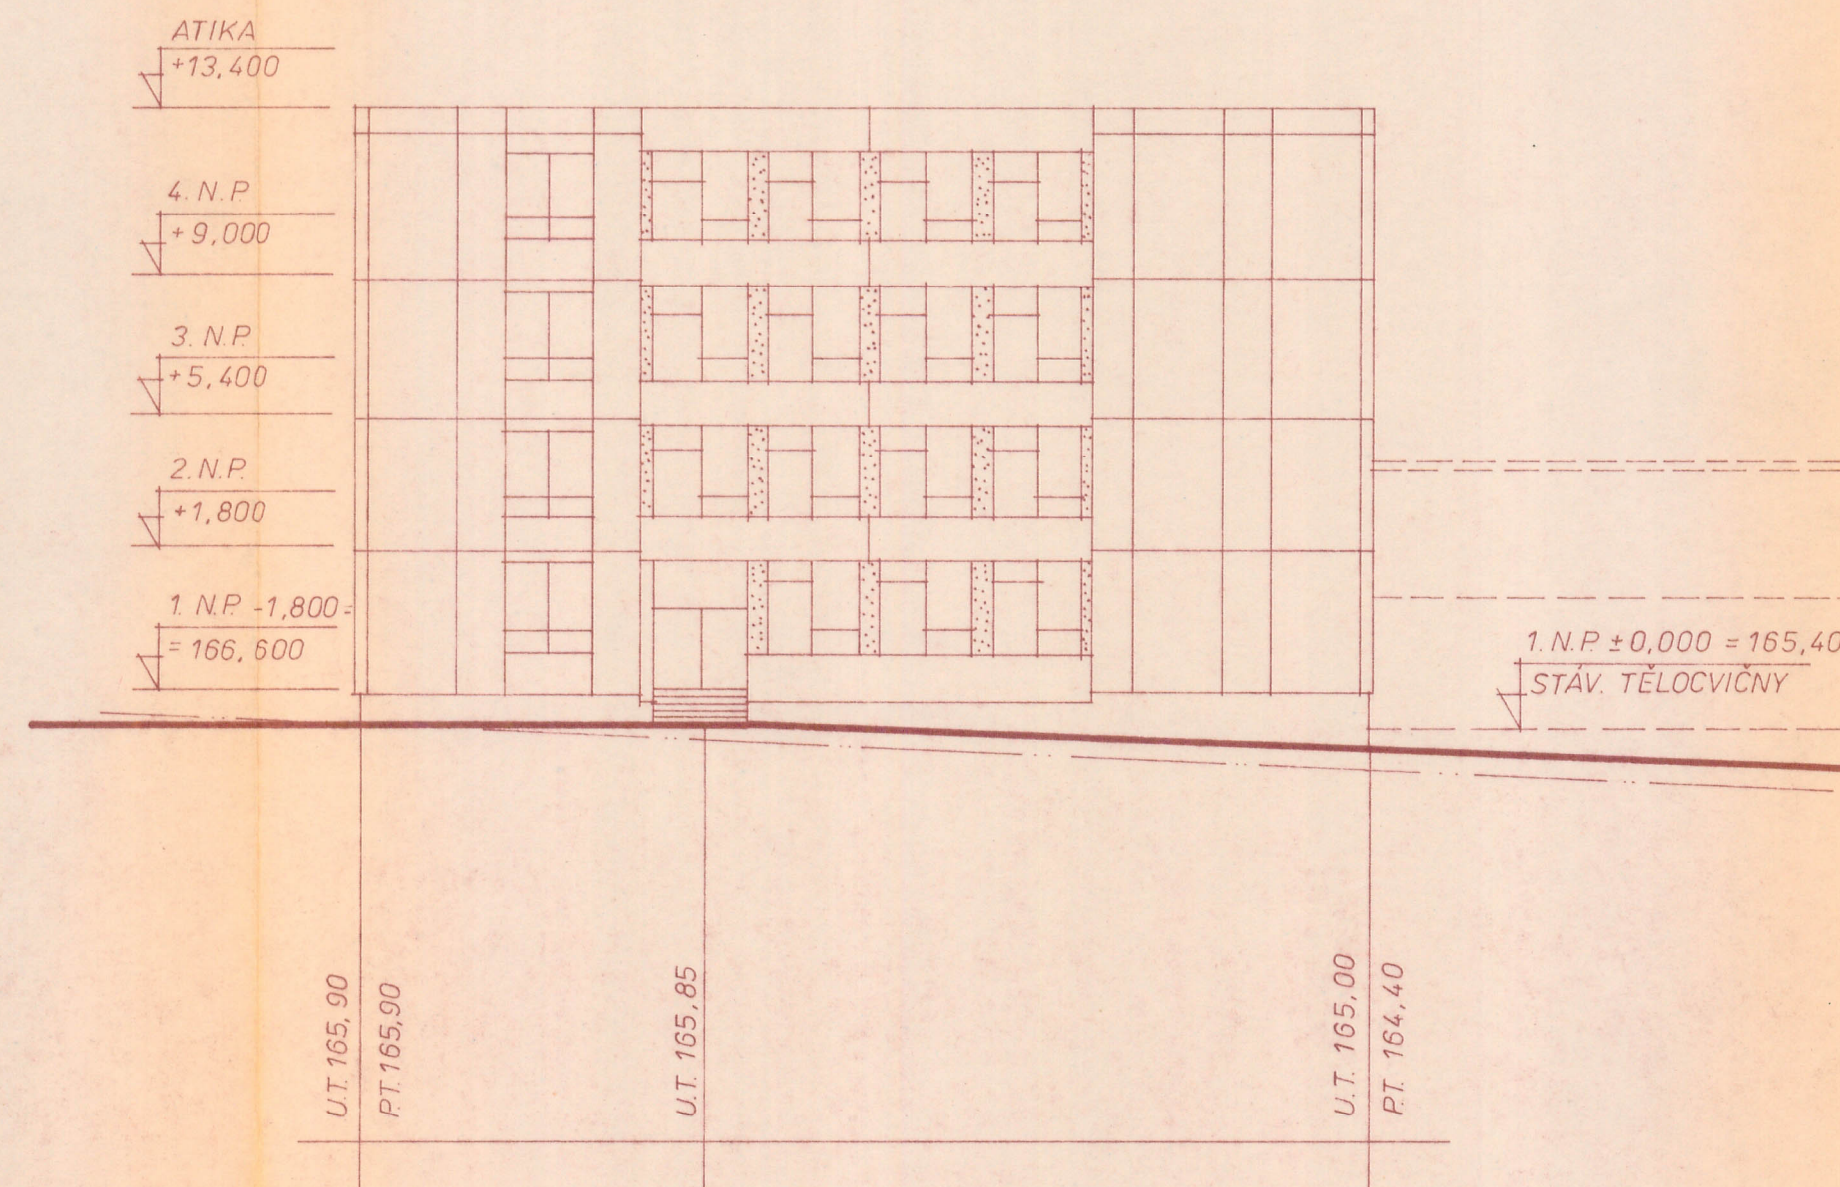 ATIKA
+13,400
4. N.P.
+9,000
3. N.P.
+5,400
2. N.P.
+1,800
1. N.P. -1,800=
= 166,600
1. N.P. ±0,000 = 165,40
STÁV. TĚLOCVIČNY
U.T. 165,90
P.T. 165,90
U.T. 165,85
U.T. 165,00
P.T. 164,40